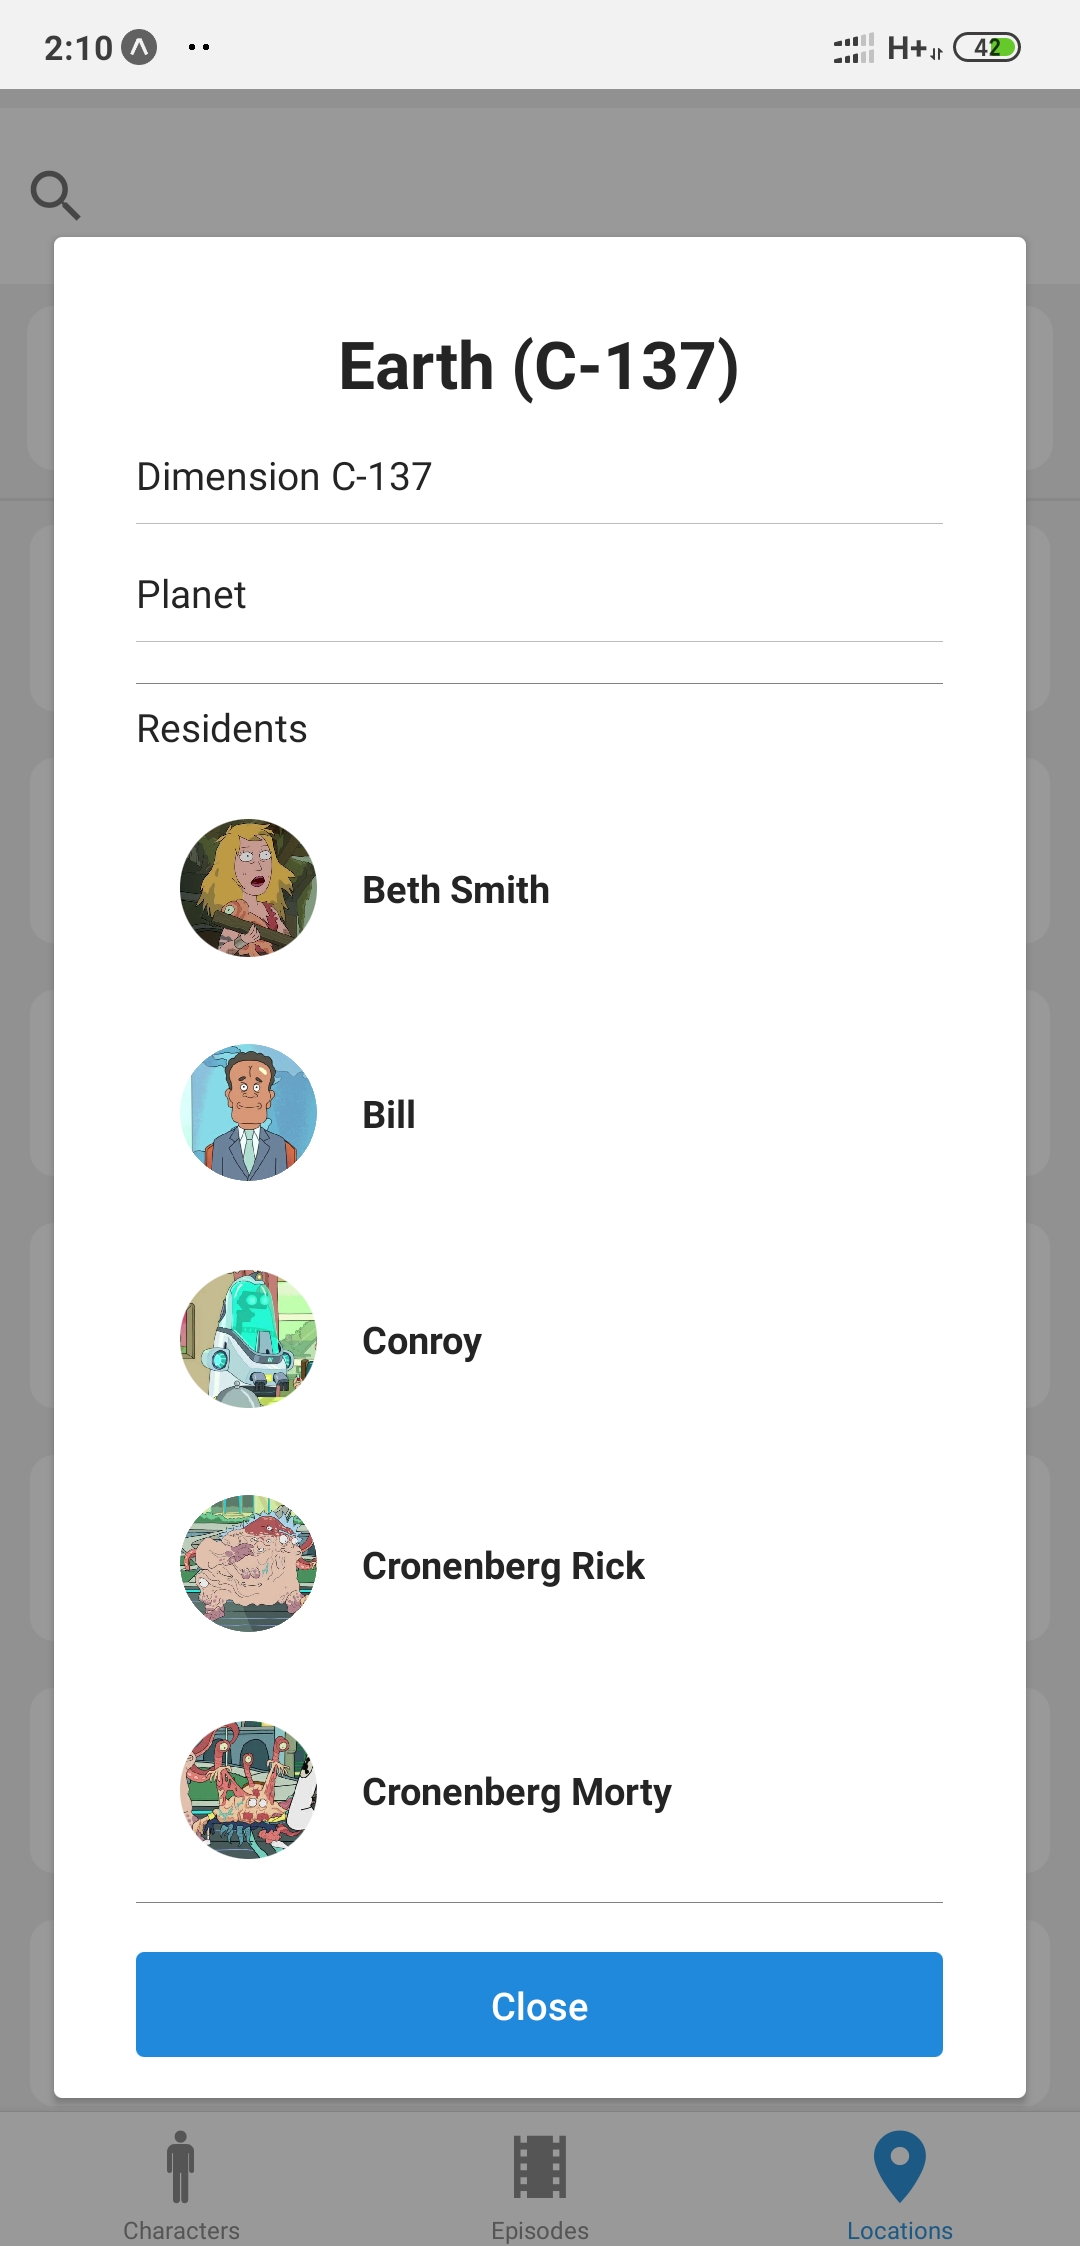 2:10
H+
42
Earth (C-137)
Dimension C-137
Planet
Residents
Beth Smith
Bill
Conroy
Cronenberg Rick
Cronenberg Morty
Close
Characters
Episodes
Locations